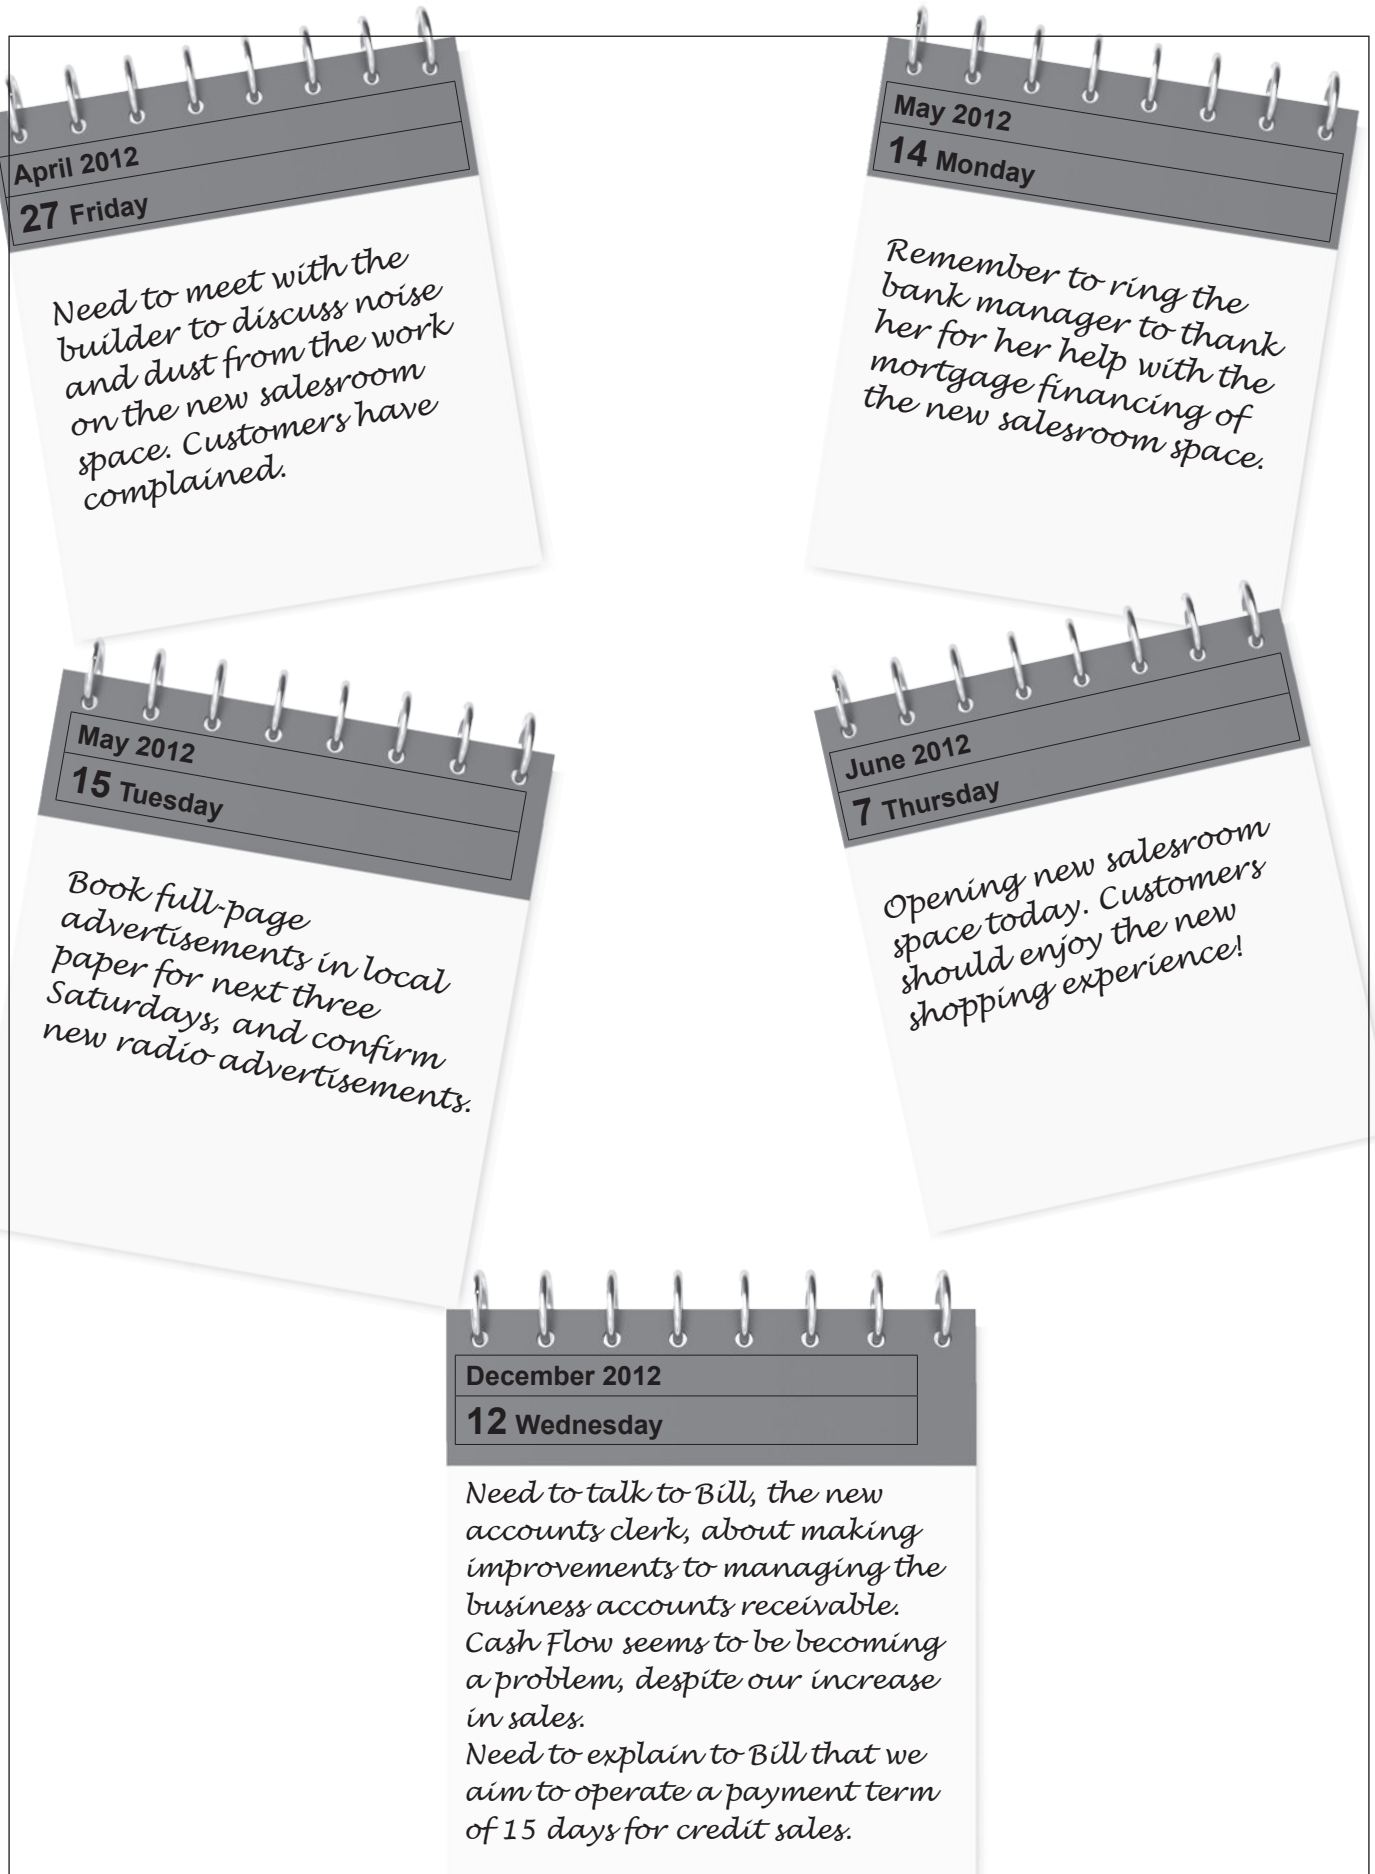 April 2012
27 Friday
Need to meet with the
builder to discuss noise
and dust from the work
on the new salesroom
space. Customers have
complained.
May 2012
14 Monday
Remember to ring the
bank manager to thank
her for her help with the
mortgage financing of
the new salesroom space.
May 2012
15 Tuesday
Book full-page
advertisements in local
paper for next three
Saturdays, and confirm
new radio advertisements.
June 2012
7 Thursday
Opening new salesroom
space today. Customers
should enjoy the new
shopping experience!
December 2012
12 Wednesday
Need to talk to Bill, the new
accounts clerk, about making
improvements to managing the
business accounts receivable.
Cash Flow seems to be becoming
a problem, despite our increase
in sales.
Need to explain to Bill that we
aim to operate a payment term
of 15 days for credit sales.